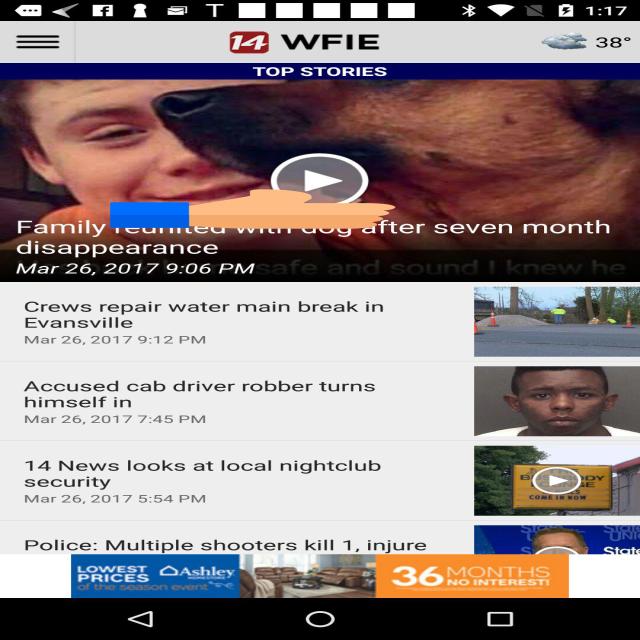 1:17
14 WFIE
38°
TOP STORIES
Family reunited with dog after seven month
disappearance
Mar 26, 2017 9:06 PM
safe and sound I knew he
Crews repair water main break in
Evansville
Mar 26, 2017 9:12 PM
Accused cab driver robber turns
himself in
Mar 26, 2017 7:45 PM
14 News looks at local nightclub
security
Mar 26, 2017 5:54 PM
COME IN NOW
Police: Multiple shooters kill 1, injure
State
LOWEST
PRICES
of the season event
Ashley
HOMESTORE
36 MONTHS
NO INTEREST!